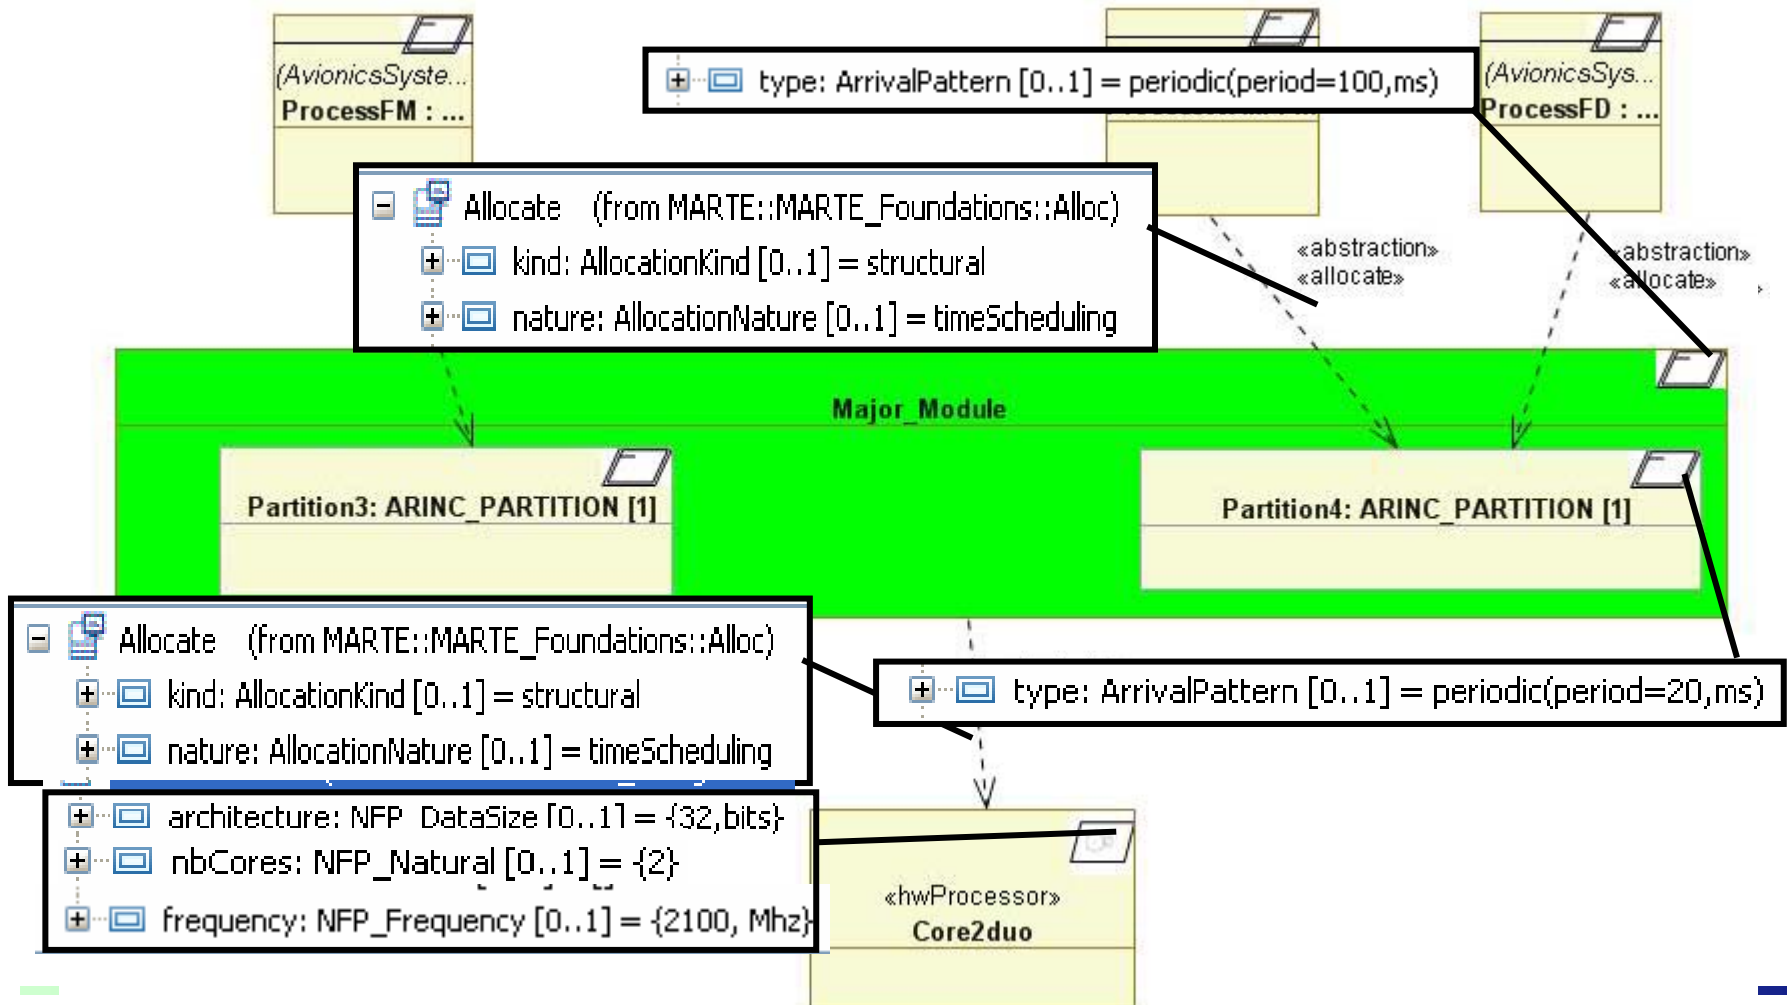 (AvionicsSyste...
ProcessFM : ...
type: ArrivalPattern [0..1] = periodic(period=100,ms)
(AvionicsSys...
ProcessFD : ...
Allocate (from MARTE::MARTE_Foundations::Alloc)
kind: AllocationKind [0..1] = structural
nature: AllocationNature [0..1] = timeScheduling
«abstraction»
«allocate»
«abstraction»
«allocate»
Major_Module
Partition3: ARINC_PARTITION [1]
Partition4: ARINC_PARTITION [1]
Allocate (from MARTE::MARTE_Foundations::Alloc)
kind: AllocationKind [0..1] = structural
nature: AllocationNature [0..1] = timeScheduling
type: ArrivalPattern [0..1] = periodic(period=20,ms)
architecture: NFP_DataSize [0..1] = {32,bits}
nbCores: NFP_Natural [0..1] = {2}
frequency: NFP_Frequency [0..1] = {2100, Mhz}
«hwProcessor»
Core2duo